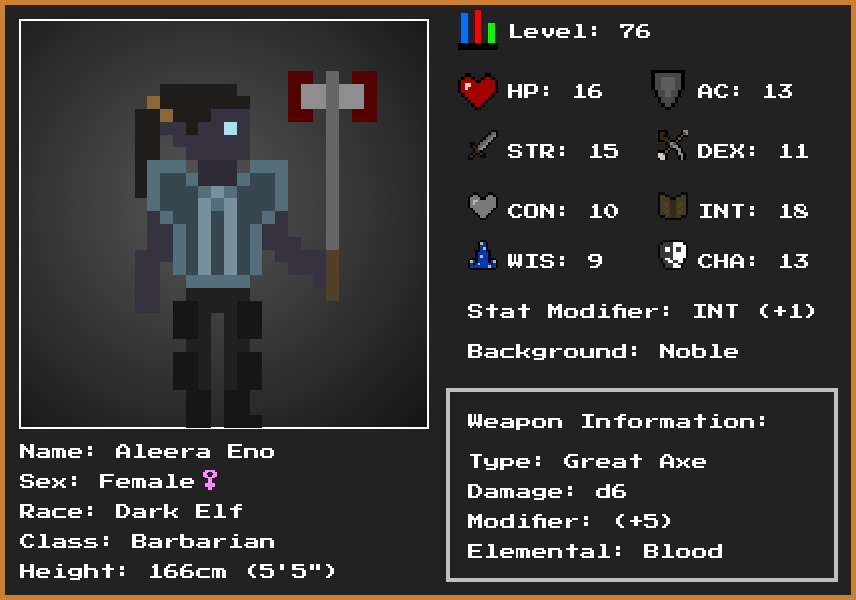 Level: 76
HP: 16
AC: 13
STR: 15
DEX: 11
CON: 10
INT: 18
WIS: 9
CHA: 13
Stat Modifier: INT (+1)
Background: Noble
Weapon Information:
Type: Great Axe
Damage: d6
Modifier: (+5)
Elemental: Blood
Name: Aleera Eno
Sex: Female♀
Race: Dark Elf
Class: Barbarian
Height: 166cm (5'5")